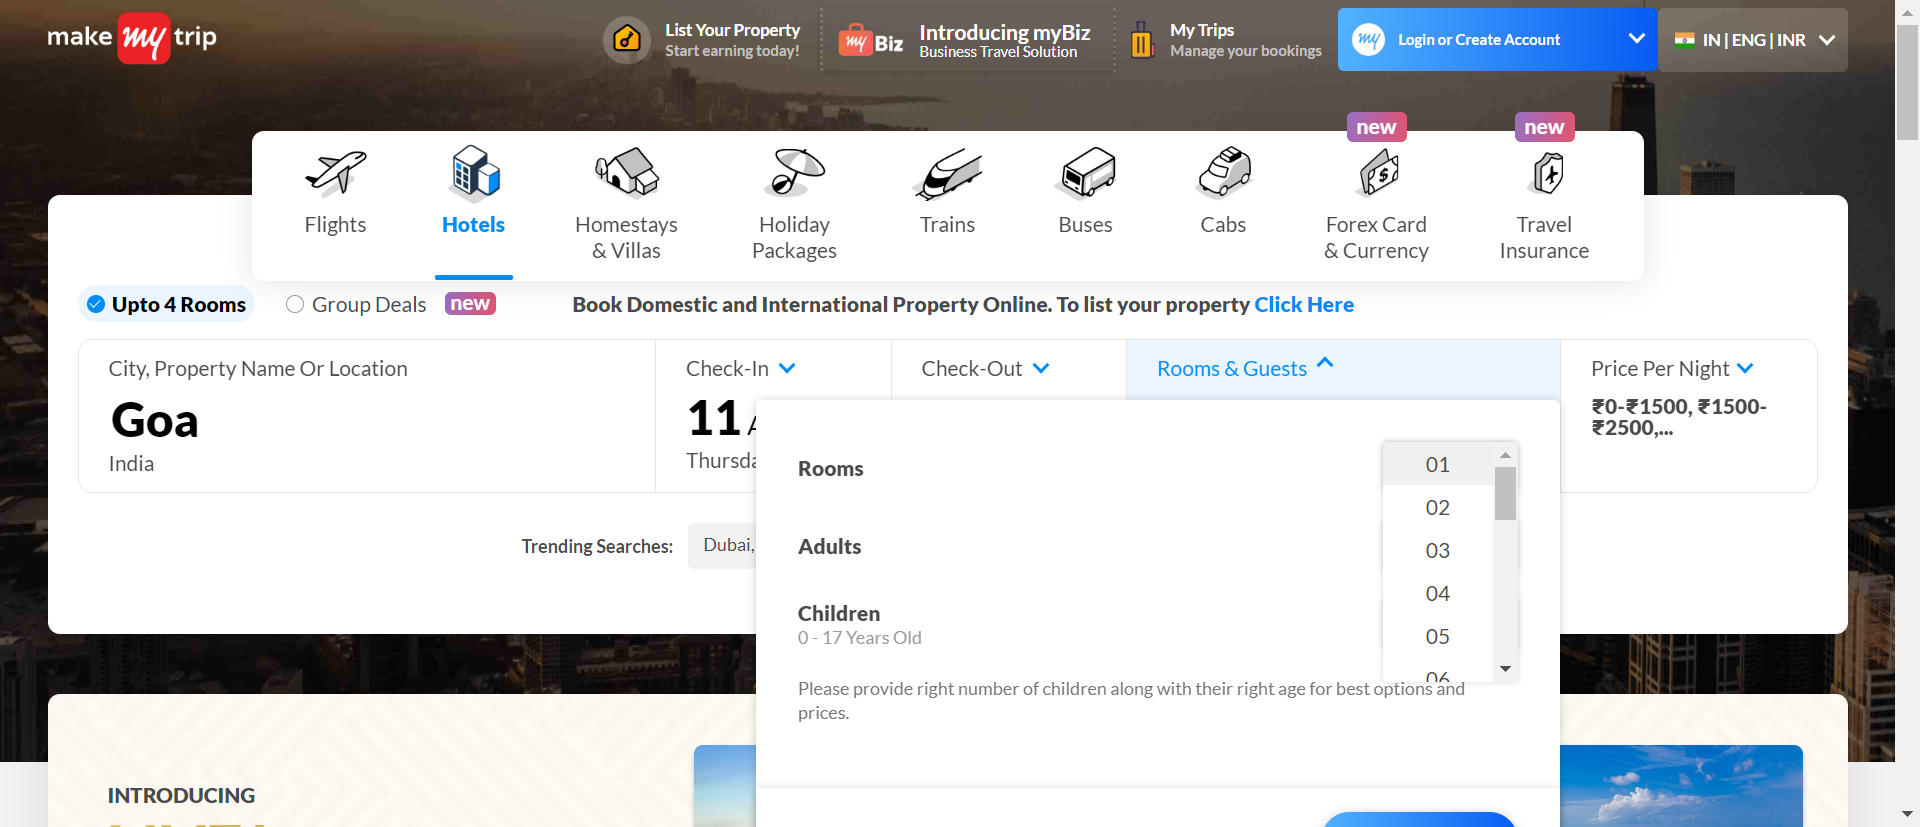 make my trip
List Your Property
Start earning today!
my Biz
Introducing myBiz
Business Travel Solution
My Trips
Manage your bookings
my
Login or Create Account
IN | ENG | INR
new
new
Flights
Hotels
Homestays
& Villas
Holiday
Packages
Trains
Buses
Cabs
Forex Card
& Currency
Travel
Insurance
Upto 4 Rooms
Group Deals
new
Book Domestic and International Property Online. To list your property Click Here
City, Property Name Or Location
Goa
India
Check-In
11
Thursda
Check-Out
Rooms & Guests
Price Per Night
₹0-₹1500, ₹1500-
₹2500,...
Trending Searches:
Dubai,
Rooms
Adults
Children
0 - 17 Years Old
01
02
03
04
05
06
Please provide right number of children along with their right age for best options and
prices.
INTRODUCING